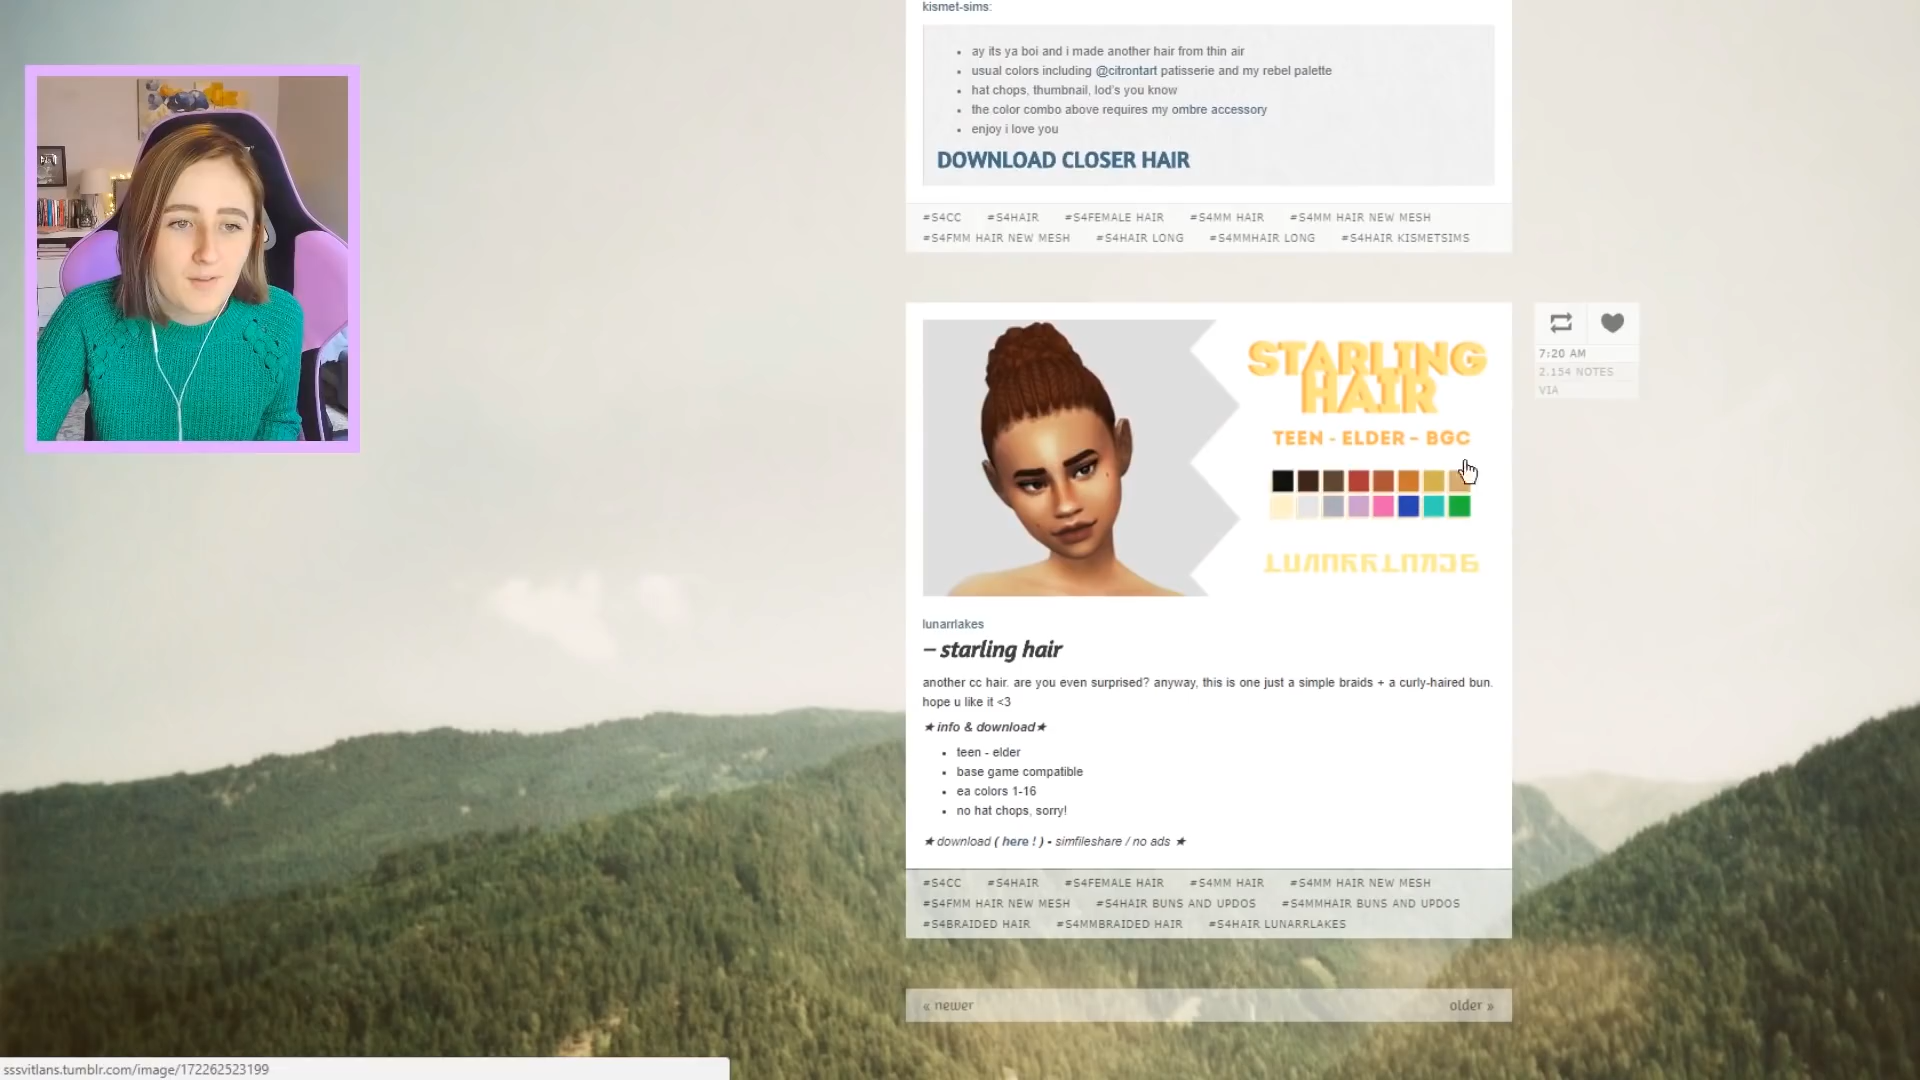 kismet-sims:
• ay its ya boi and i made another hair from thin air
• usual colors including @citrontart patisserie and my rebel palette
• hat chops, thumbnail, lod's you know
• the color combo above requires my ombre accessory
• enjoy i love you
DOWNLOAD CLOSER HAIR
#S4CC #S4HAIR #S4FEMALE HAIR #S4MM HAIR #S4MM HAIR NEW MESH
#S4FMM HAIR NEW MESH #S4HAIR LONG #S4MMHAIR LONG #S4HAIR KISMETSIMS
STARLING
HAIR
TEEN - ELDER - BGC
LUNARRLAKES
7:20 AM
2.154 NOTES
VIA
lunarrlakes
– starling hair
another cc hair. are you even surprised? anyway, this is one just a simple braids + a curly-haired bun.
hope u like it <3
★info & download★
• teen - elder
• base game compatible
• ea colors 1-16
• no hat chops, sorry!
★download ( here ! ) - simfileshare / no ads ★
#S4CC #S4HAIR #S4FEMALE HAIR #S4MM HAIR #S4MM HAIR NEW MESH
#S4FMM HAIR NEW MESH #S4HAIR BUNS AND UPDOS #S4MMHAIR BUNS AND UPDOS
#S4BRAIDED HAIR #S4MMBRAIDED HAIR #S4HAIR LUNARRLAKES
« newer older »
sssvitlans.tumblr.com/image/172262523199